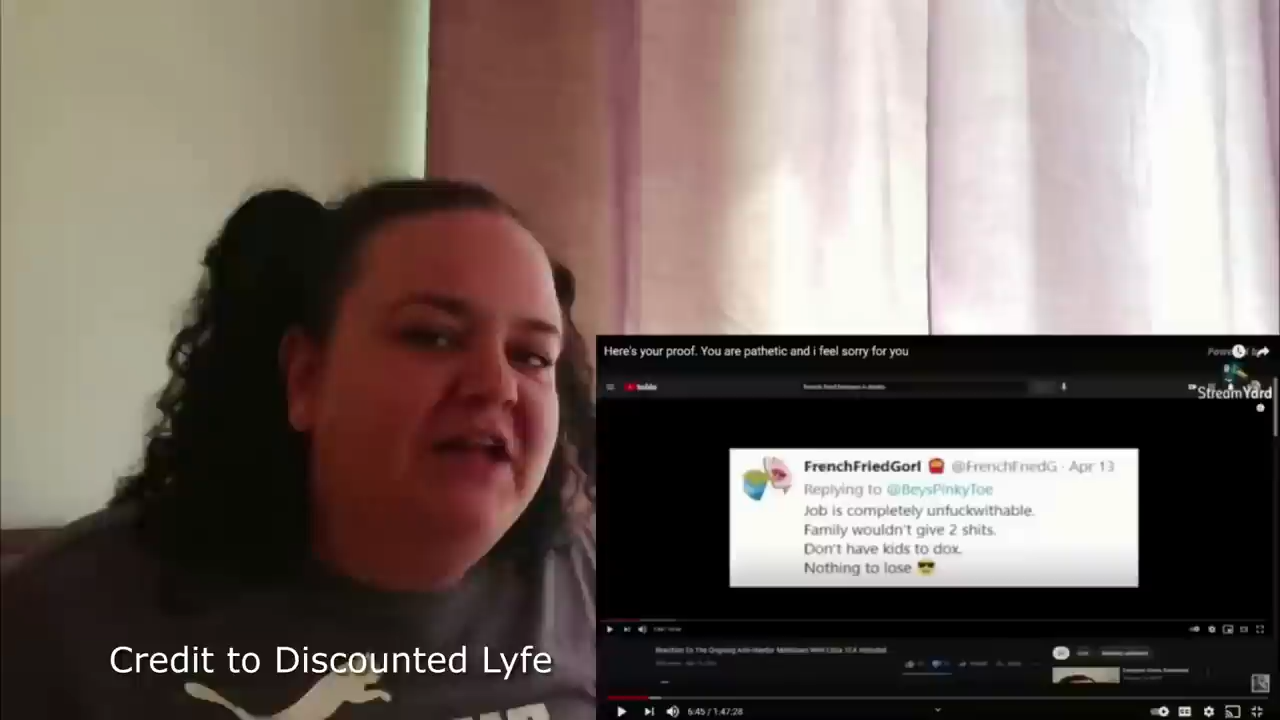 Here's your proof. You are pathetic and i feel sorry for you
StreamYard
FrenchFriedGorl @FrenchFriedG · Apr 13
Replying to @BeysPinkyToe
Job is completely unfuckwithable.
Family wouldn't give 2 shits.
Don't have kids to dox.
Nothing to lose 😎
Credit to Discounted Lyfe
6:45 / 1:47:28